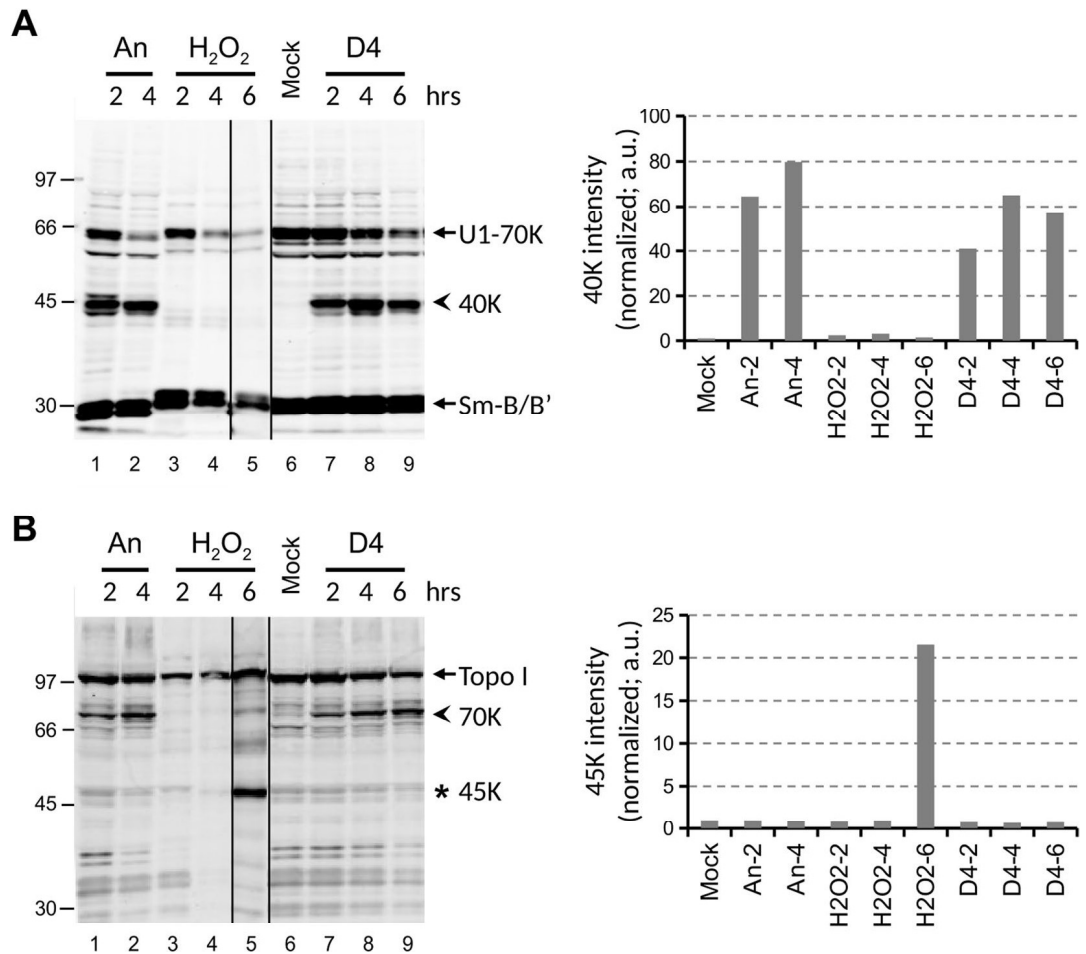 A
An H₂O₂ Mock D4
2 4 2 4 6 2 4 6 hrs
97
66
45
30
U1-70K
40K
Sm-B/B’
1 2 3 4 5 6 7 8 9
40K intensity
(normalized; a.u.)
100
80
60
40
20
0
Mock An-2 An-4 H2O2-2 H2O2-4 H2O2-6 D4-2 D4-4 D4-6
B
An H₂O₂ Mock D4
2 4 2 4 6 2 4 6 hrs
97
66
45
30
Topo I
70K
* 45K
1 2 3 4 5 6 7 8 9
45K intensity
(normalized; a.u.)
25
20
15
10
5
0
Mock An-2 An-4 H2O2-2 H2O2-4 H2O2-6 D4-2 D4-4 D4-6